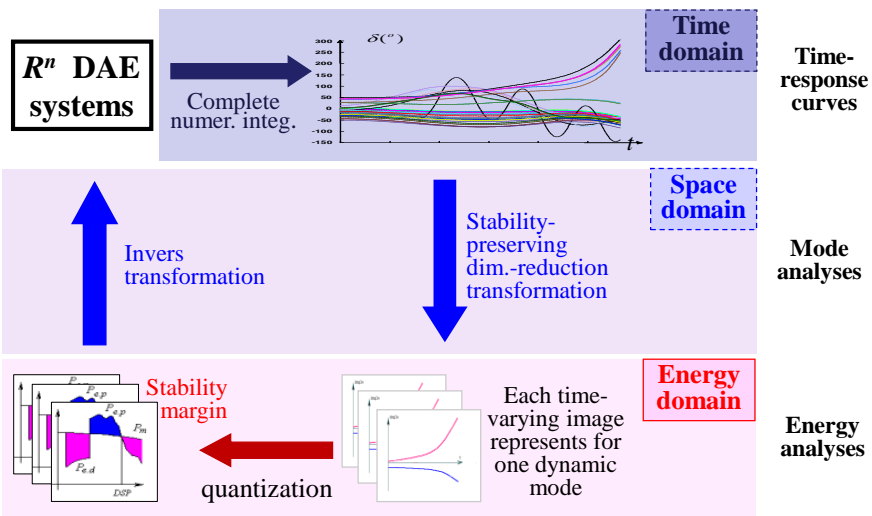 Rⁿ DAE
systems
Complete
numer. integ.
300
250
200
150
100
50
0
-50
-100
-150
δ(°)
t
Time
domain
Time-
response
curves
Space
domain
Invers
transformation
Stability-
preserving
dim.-reduction
transformation
Mode
analyses
Energy
domain
Stability
margin
P
Pe.p
Pe.p
Pm
Pe.d
DSP
quantization
Each time-
varying image
represents for
one dynamic
mode
Energy
analyses